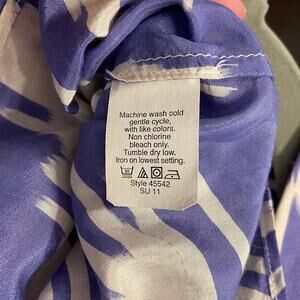 Machine wash cold
gentle cycle,
with like colors.
Non chlorine
bleach only.
Tumble dry low.
Iron on lowest setting.
Style 45542
SU 11